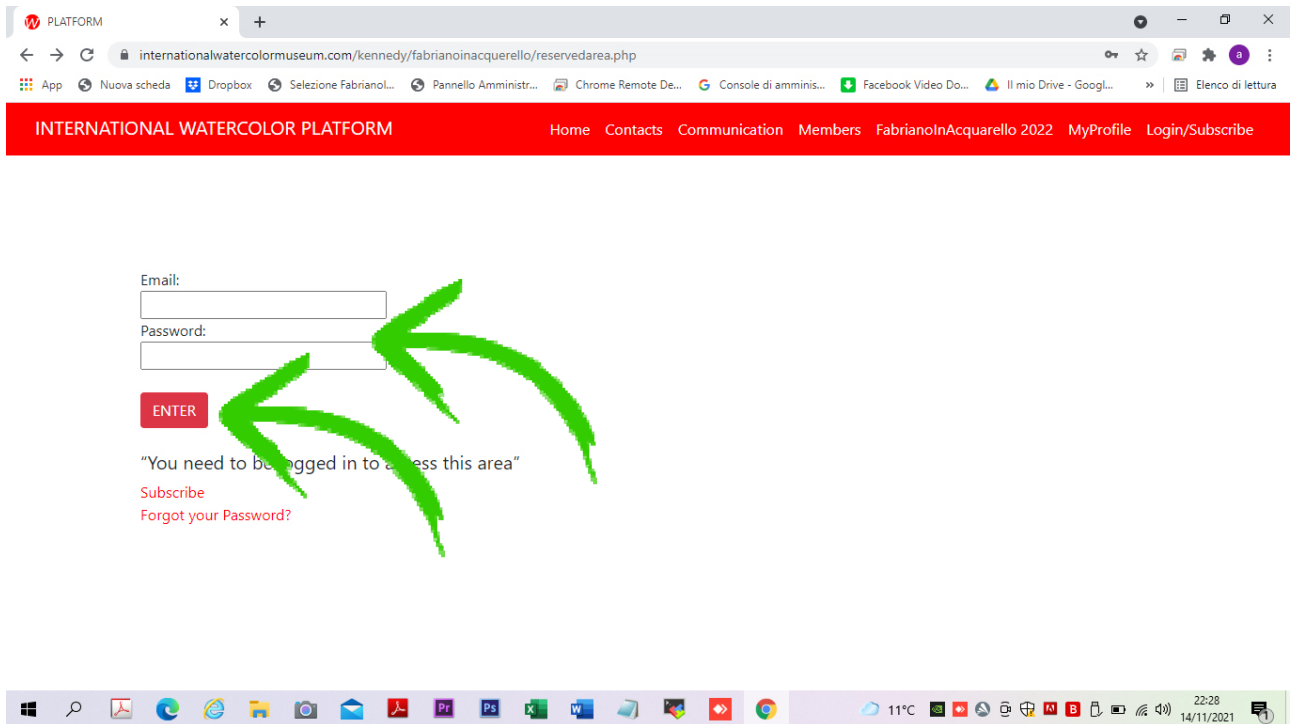 PLATFORM
internationalwatercolormuseum.com/kennedy/fabrianoinacquerello/reservedarea.php
a
App Nuova scheda Dropbox Selezione Fabrianol... Pannello Amministr... Chrome Remote De... Console di amminis... Facebook Video Do... Il mio Drive - Googl... » Elenco di lettura
INTERNATIONAL WATERCOLOR PLATFORM Home Contacts Communication Members FabrianoInAcquarello 2022 MyProfile Login/Subscribe
Email:
Password:
ENTER
“You need to be logged in to access this area”
Subscribe
Forgot your Password?
Pr Ps 11°C B 22:28
14/11/2021
1